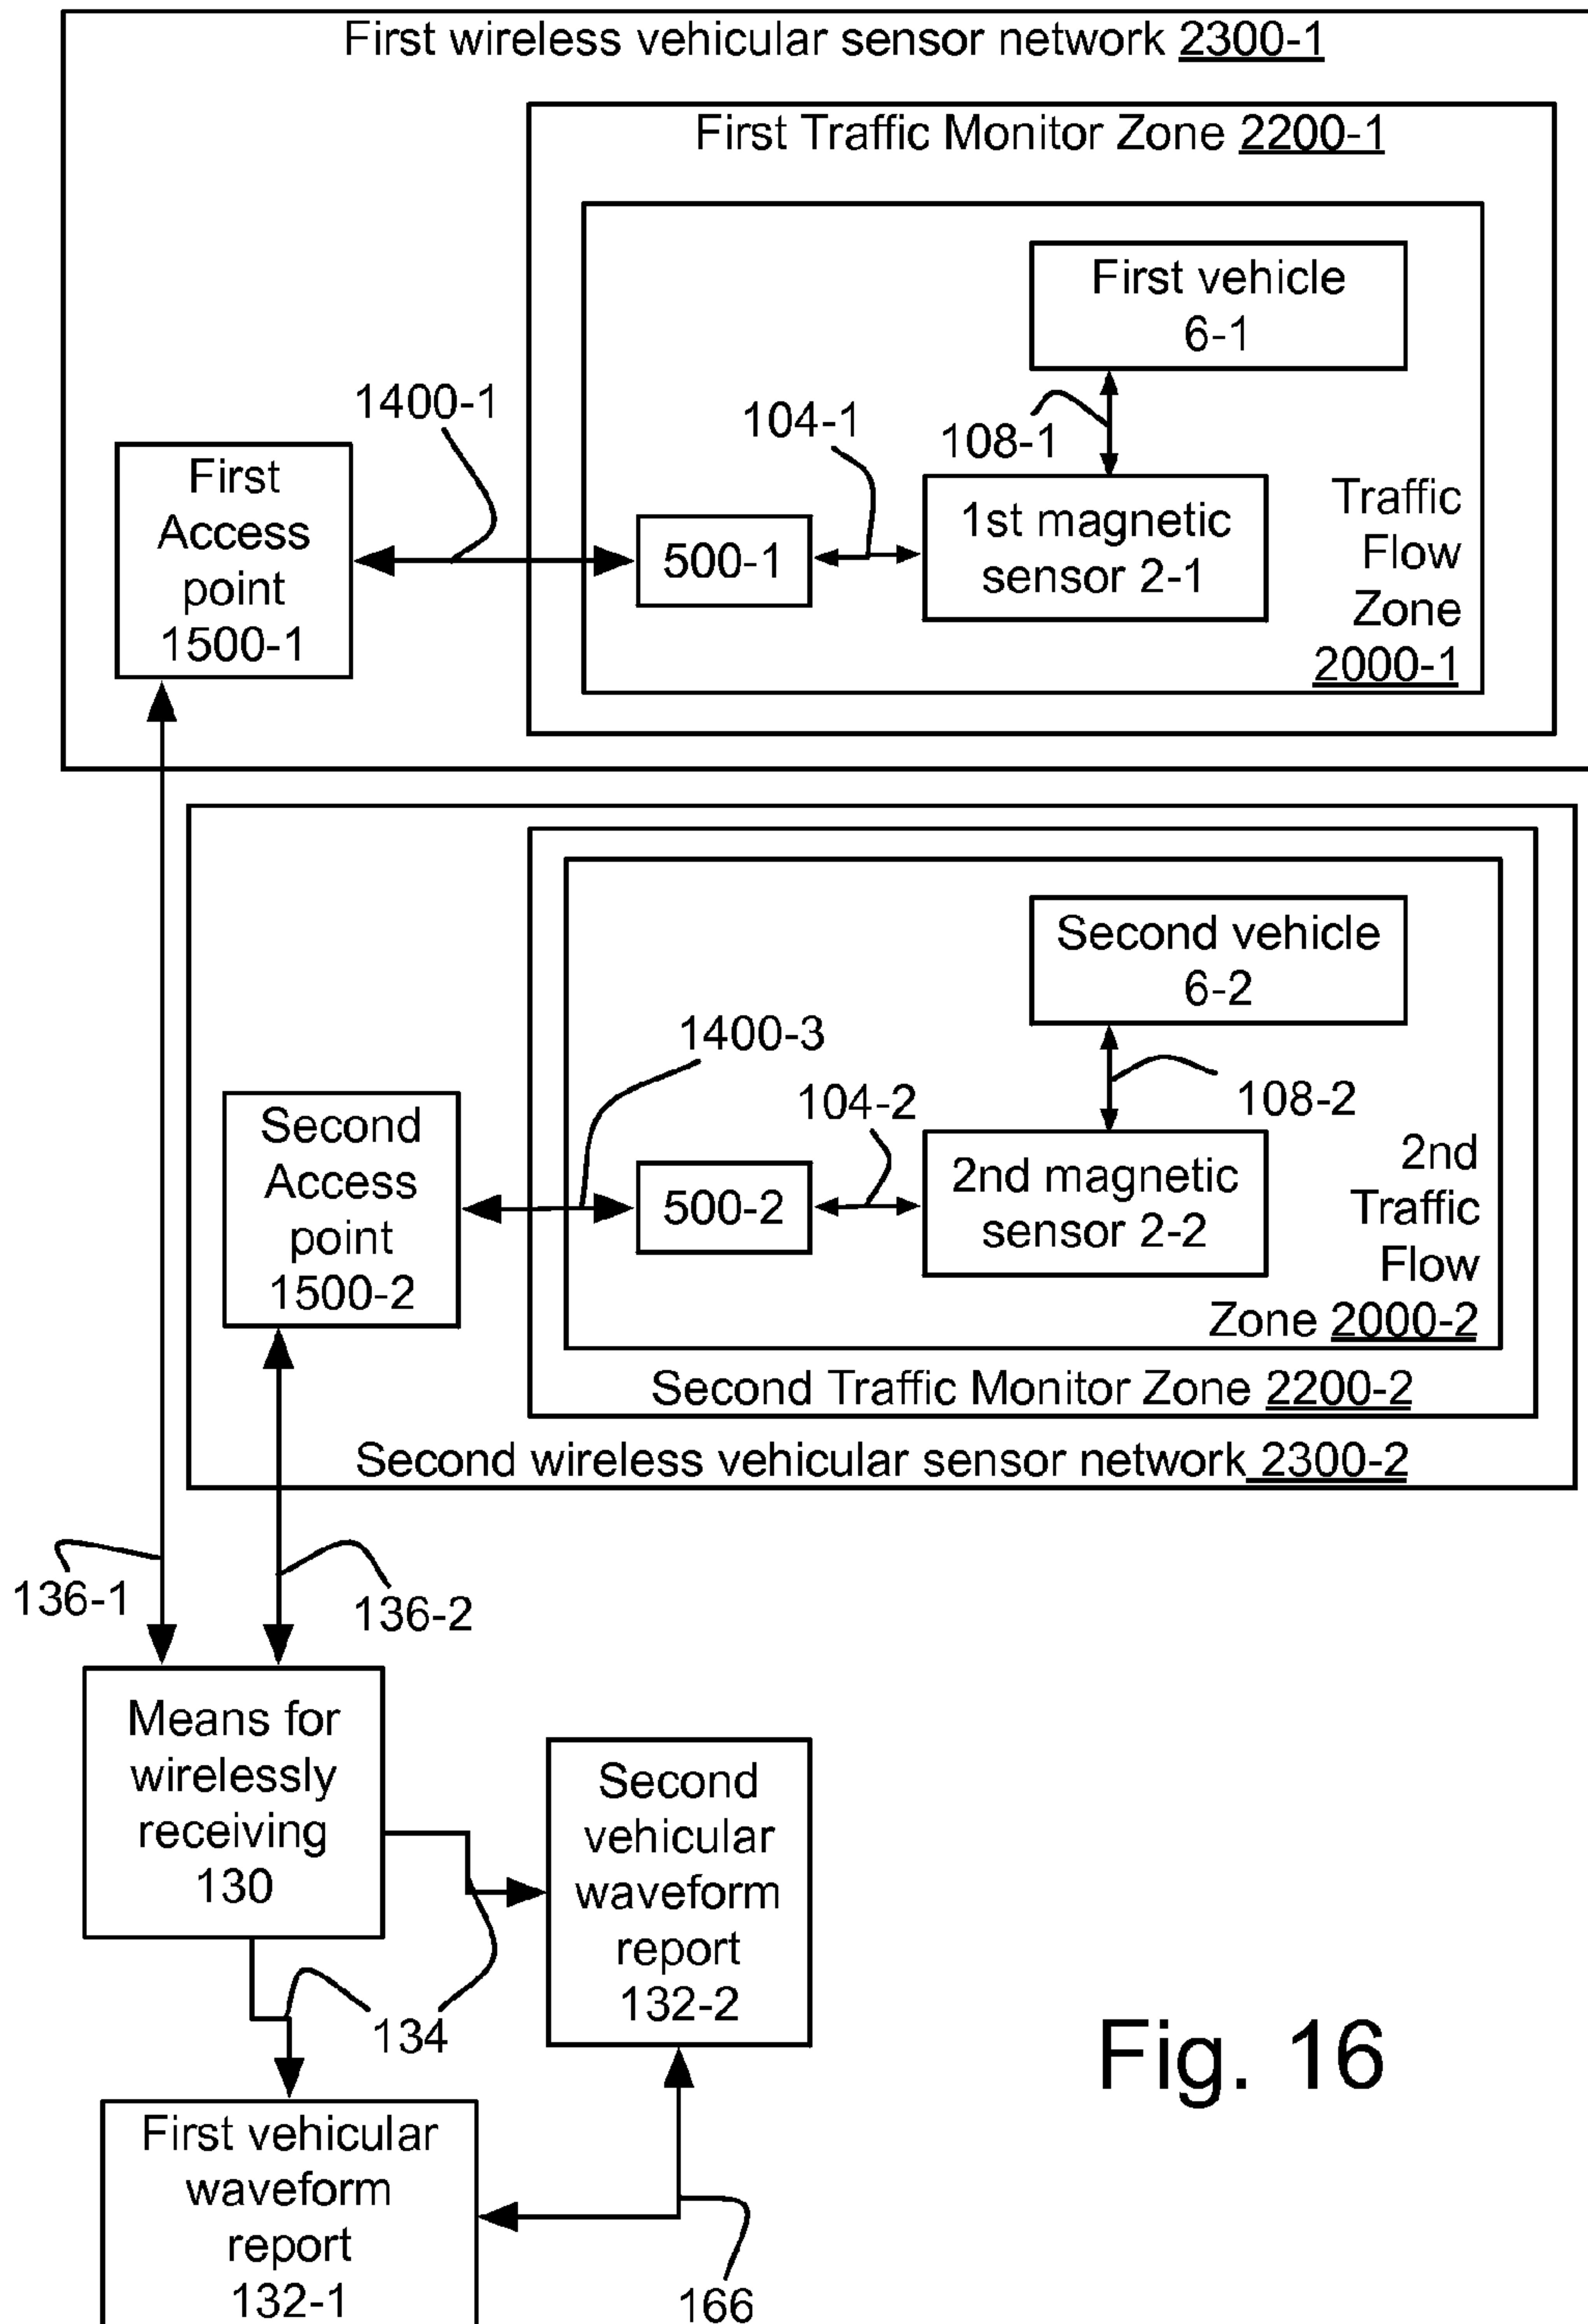 First wireless vehicular sensor network 2300-1
First Traffic Monitor Zone 2200-1
First vehicle
6-1
1400-1
104-1
108-1
First
Access
point
1500-1
500-1
1st magnetic
sensor 2-1
Traffic
Flow
Zone
2000-1
Second vehicle
6-2
1400-3
104-2
108-2
Second
Access
point
1500-2
500-2
2nd magnetic
sensor 2-2
2nd
Traffic
Flow
Zone 2000-2
Second Traffic Monitor Zone 2200-2
Second wireless vehicular sensor network 2300-2
136-1
136-2
Means for
wirelessly
receiving
130
Second
vehicular
waveform
report
132-2
134
First vehicular
waveform
report
132-1
166
Fig. 16